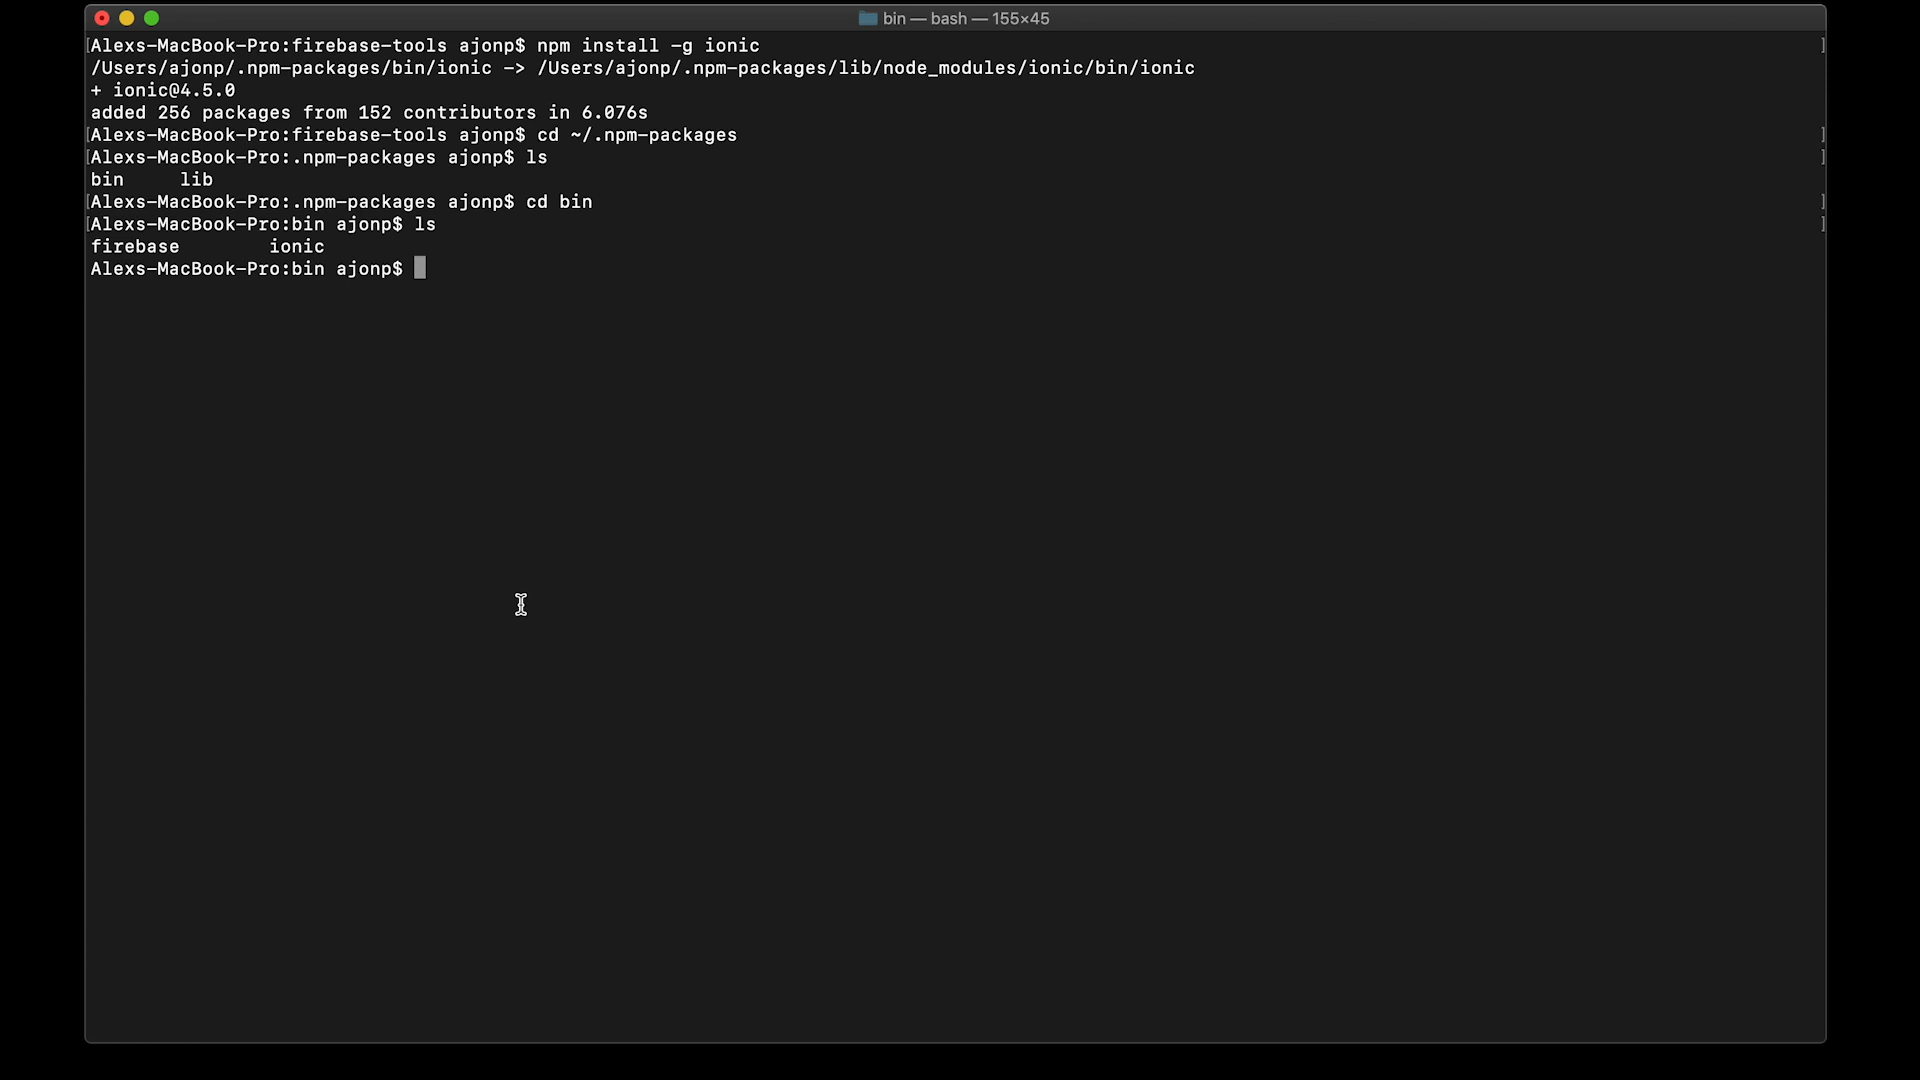 bin — bash — 155×45
[Alexs-MacBook-Pro:firebase-tools ajonp$ npm install -g ionic ]
/Users/ajonp/.npm-packages/bin/ionic -> /Users/ajonp/.npm-packages/lib/node_modules/ionic/bin/ionic
+ ionic@4.5.0
added 256 packages from 152 contributors in 6.076s
[Alexs-MacBook-Pro:firebase-tools ajonp$ cd ~/.npm-packages ]
[Alexs-MacBook-Pro:.npm-packages ajonp$ ls ]
bin lib
[Alexs-MacBook-Pro:.npm-packages ajonp$ cd bin ]
[Alexs-MacBook-Pro:bin ajonp$ ls ]
firebase ionic
Alexs-MacBook-Pro:bin ajonp$